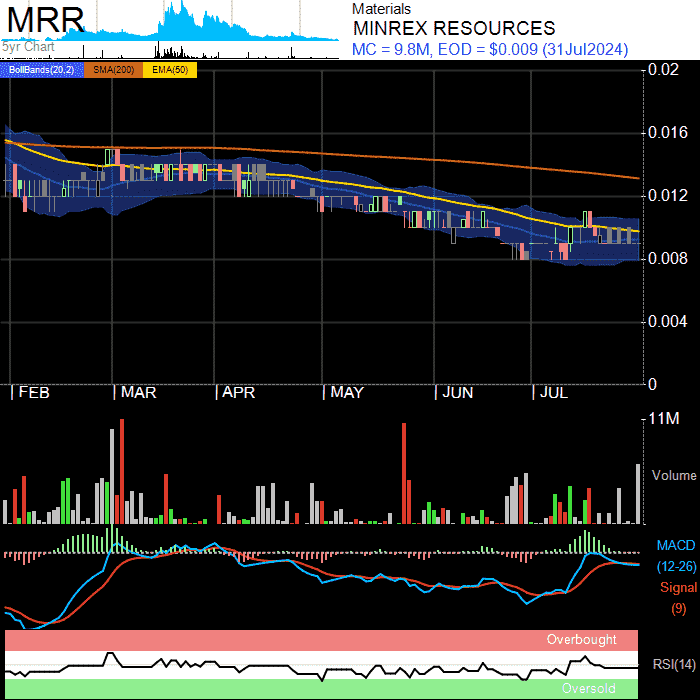 MRR
5yr Chart
Materials
MINREX RESOURCES
MC = 9.8M, EOD = $0.009 (31Jul2024)
BollBands(20,2) SMA(200) EMA(50)
0.02
0.016
0.012
0.008
0.004
0
FEB MAR APR MAY JUN JUL
11M
Volume
MACD
(12-26)
Signal
(9)
Overbought
RSI(14)
Oversold